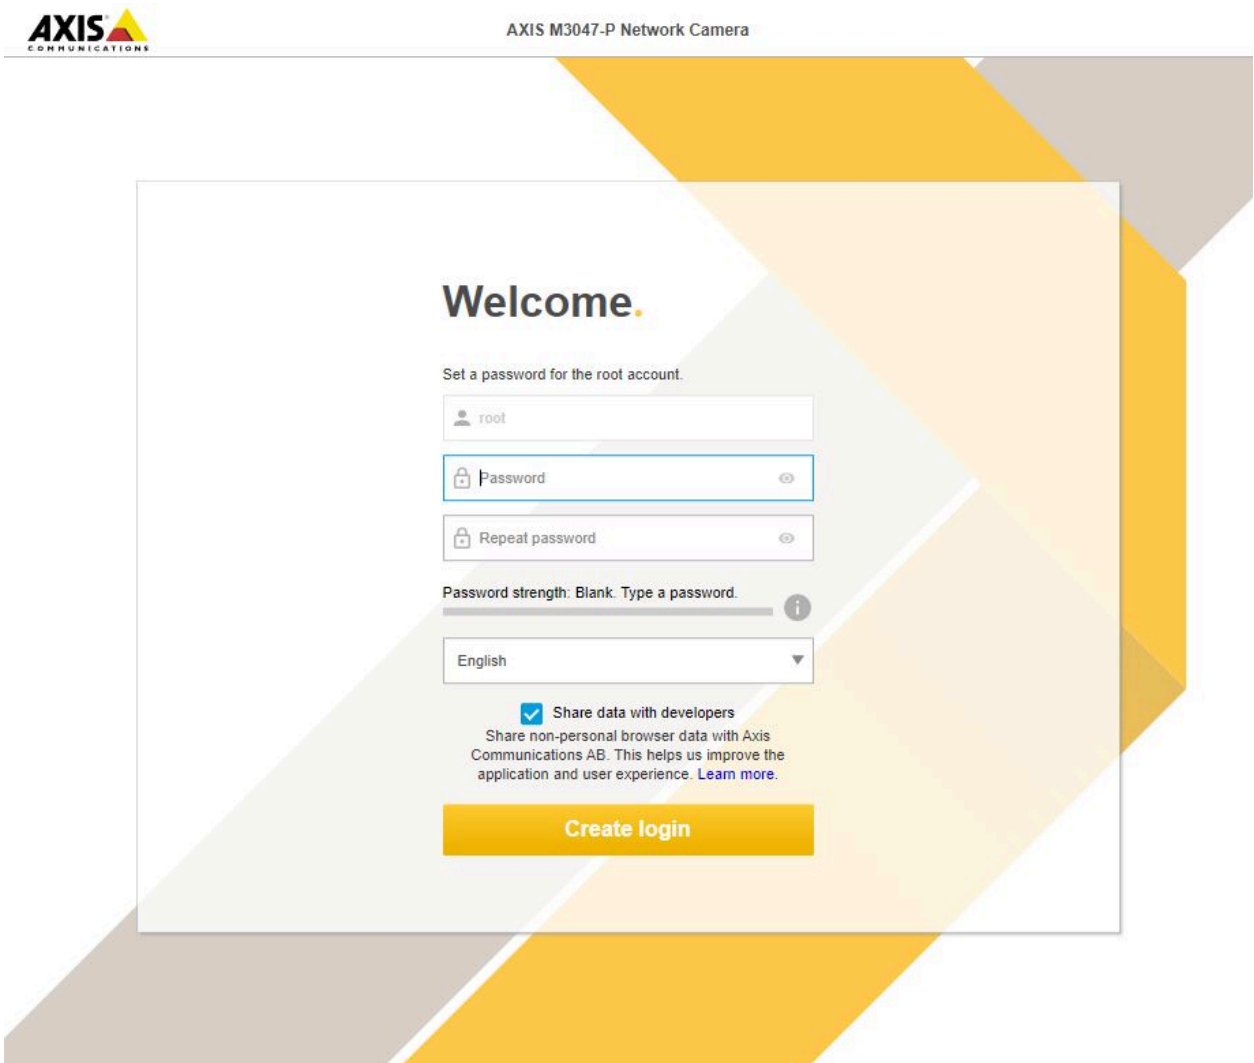 AXIS
COMMUNICATIONS
AXIS M3047-P Network Camera
Welcome.
Set a password for the root account.
root
Password
Repeat password
Password strength: Blank. Type a password.
i
English
Share data with developers
Share non-personal browser data with Axis
Communications AB. This helps us improve the
application and user experience. Learn more.
Create login